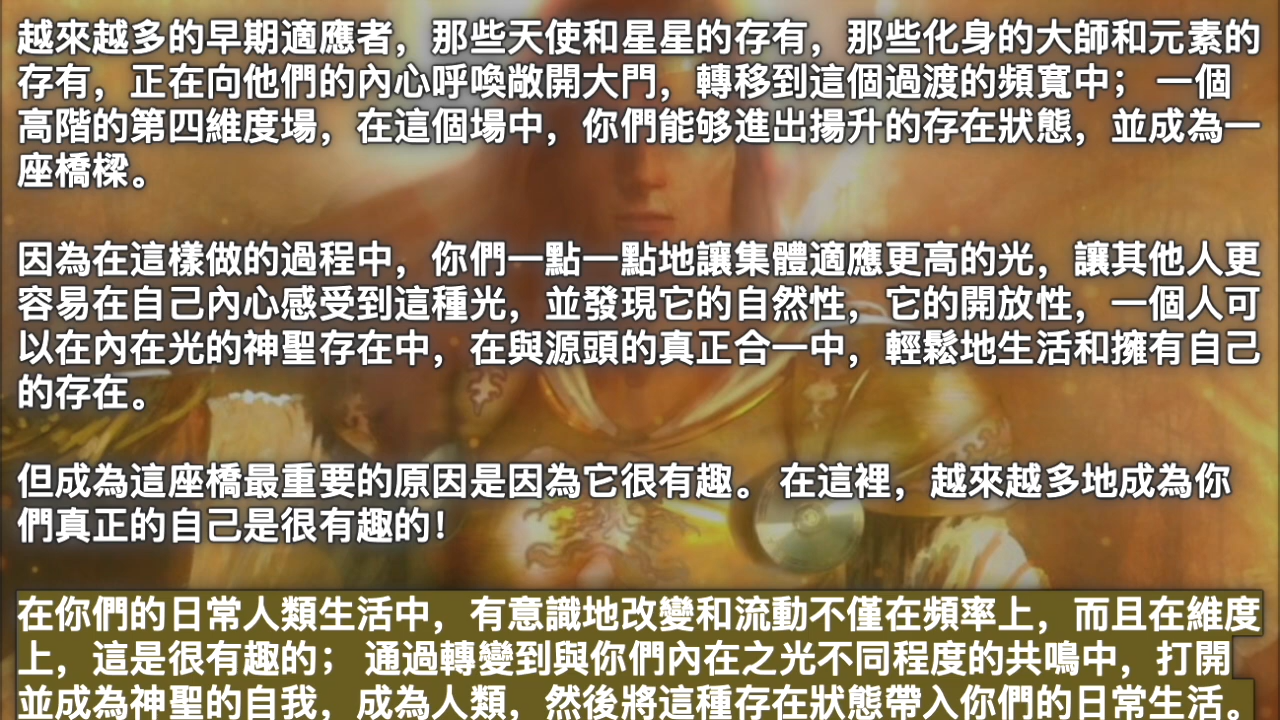 越來越多的早期適應者，那些天使和星星的存有，那些化身的大師和元素的
存有，正在向他們的內心呼喚敞開大門，轉移到這個過渡的頻寬中； 一個
高階的第四維度場，在這個場中，你們能够進出揚升的存在狀態，並成為一
座橋樑。
因為在這樣做的過程中，你們一點一點地讓集體適應更高的光，讓其他人更
容易在自己內心感受到這種光，並發現它的自然性，它的開放性，一個人可
以在內在光的神聖存在中，在與源頭的真正合一中，輕鬆地生活和擁有自己
的存在。
但成為這座橋最重要的原因是因為它很有趣。 在這裡，越來越多地成為你
們真正的自己是很有趣的！
在你們的日常人類生活中，有意識地改變和流動不僅在頻率上，而且在維度
上，這是很有趣的； 通過轉變到與你們內在之光不同程度的共鳴中，打開
並成為神聖的自我，成為人類，然後將這種存在狀態帶入你們的日常生活。